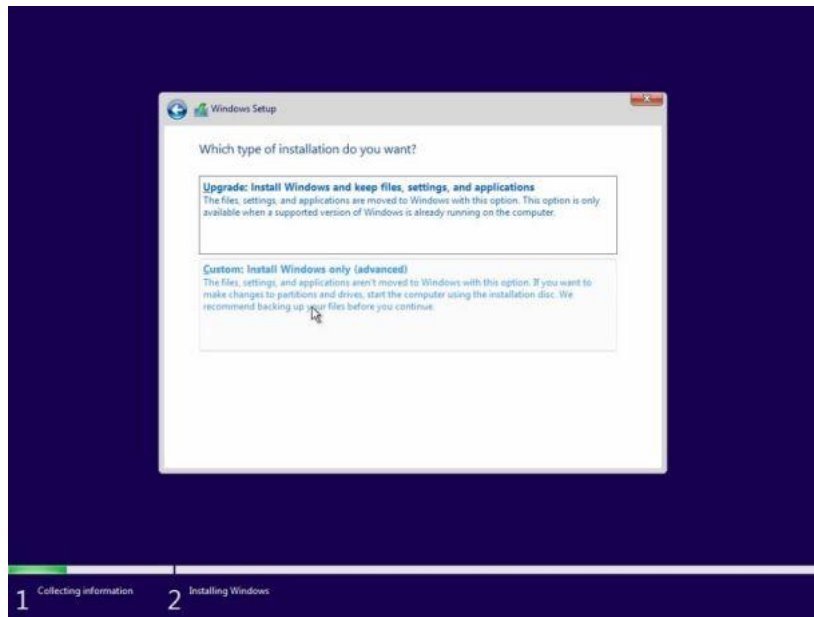 Windows Setup
Which type of installation do you want?
Upgrade: Install Windows and keep files, settings, and applications
The files, settings, and applications are moved to Windows with this option. This option is only
available when a supported version of Windows is already running on the computer.
Custom: Install Windows only (advanced)
The files, settings, and applications aren't moved to Windows with this option. If you want to
make changes to partitions and drives, start the computer using the installation disc. We
recommend backing up your files before you continue.
1 Collecting information
2 Installing Windows